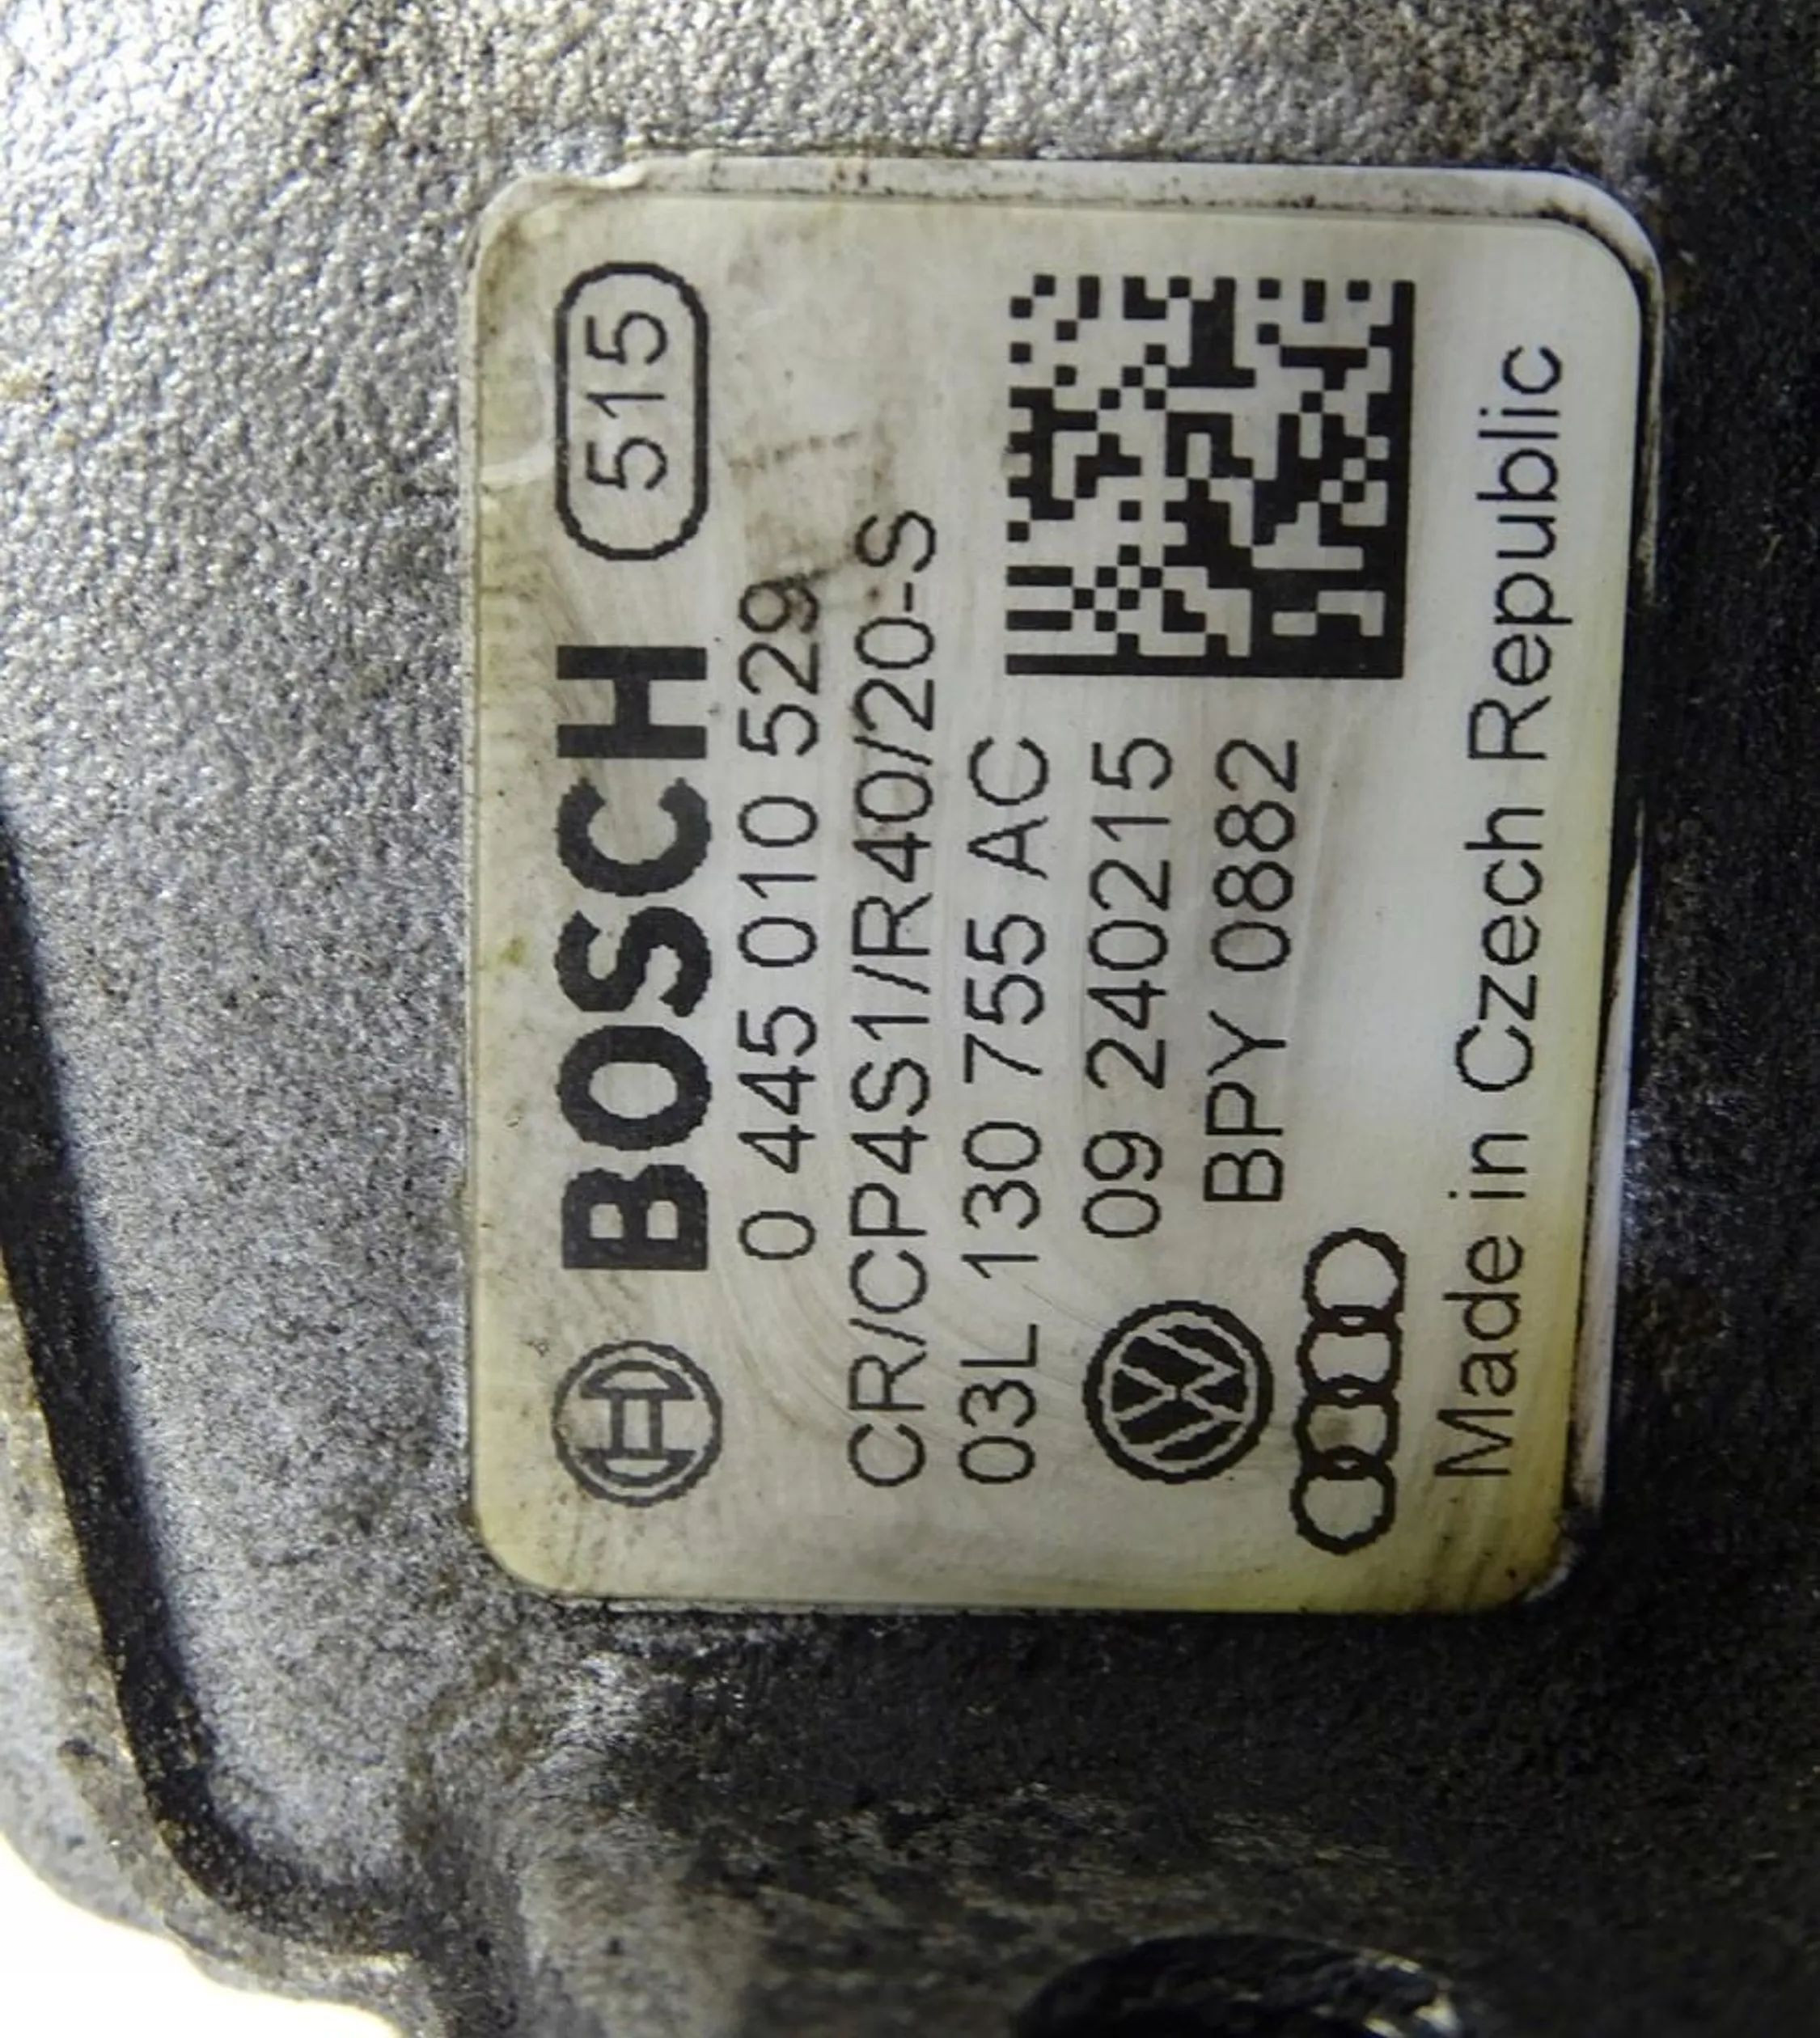 BOSCH 515
0 445 010 529
CR/CP4S1/R40/20-S
03L 130 755 AC
09 240215
BPY 0882
Made in Czech Republic